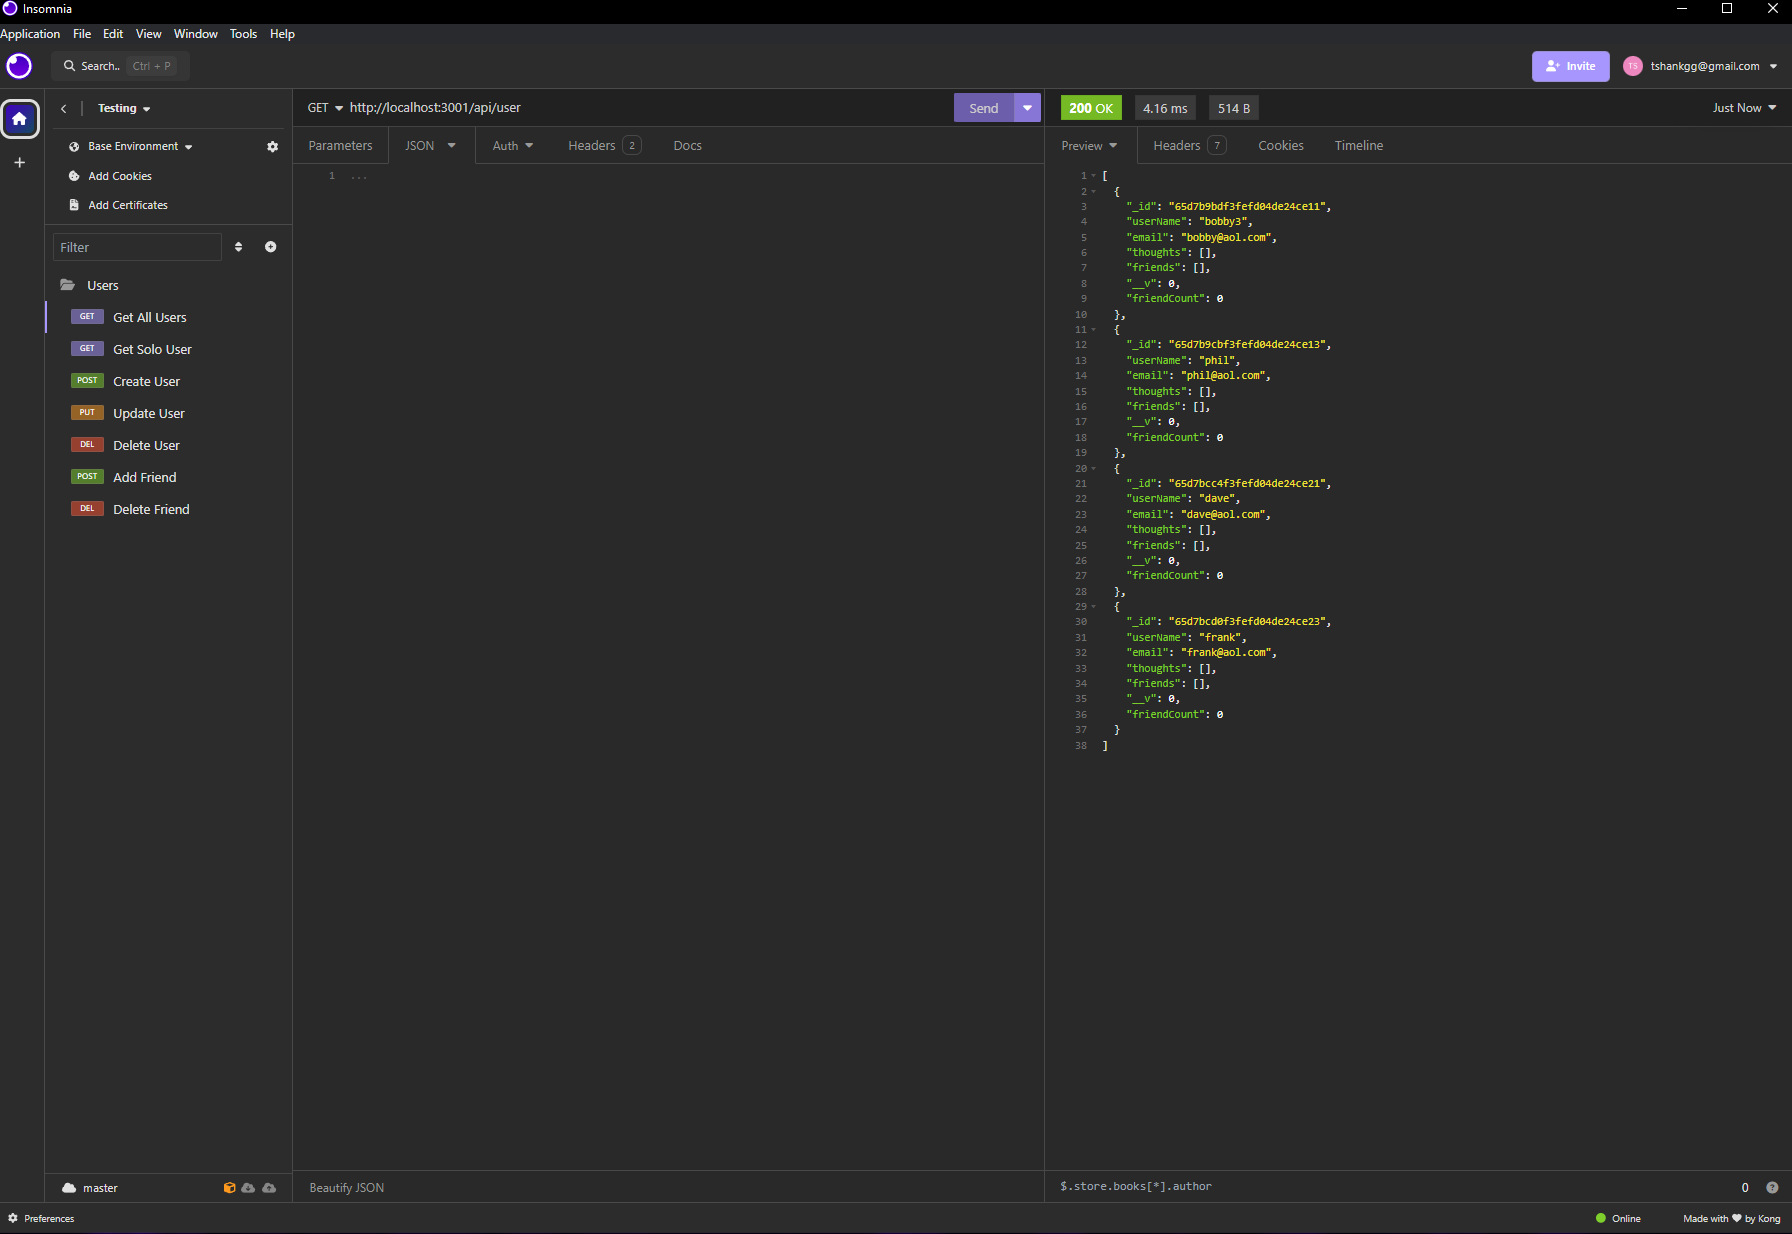 Insomnia
Application File Edit View Window Tools Help
Search.. Ctrl + P
Invite
TS tshankgg@gmail.com
Testing
Base Environment
Add Cookies
Add Certificates
Filter
Users
GET Get All Users
GET Get Solo User
POST Create User
PUT Update User
DEL Delete User
POST Add Friend
DEL Delete Friend
master
GET http://localhost:3001/api/user Send
Parameters JSON Auth Headers 2 Docs
1 ...
Beautify JSON
200 OK 4.16 ms 514 B Just Now
Preview Headers 7 Cookies Timeline
1 [
2 {
3 "_id": "65d7b9bdf3fefd04de24ce11",
4 "userName": "bobby3",
5 "email": "bobby@aol.com",
6 "thoughts": [],
7 "friends": [],
8 "__v": 0,
9 "friendCount": 0
10 },
11 {
12 "_id": "65d7b9cbf3fefd04de24ce13",
13 "userName": "phil",
14 "email": "phil@aol.com",
15 "thoughts": [],
16 "friends": [],
17 "__v": 0,
18 "friendCount": 0
19 },
20 {
21 "_id": "65d7bcc4f3fefd04de24ce21",
22 "userName": "dave",
23 "email": "dave@aol.com",
24 "thoughts": [],
25 "friends": [],
26 "__v": 0,
27 "friendCount": 0
28 },
29 {
30 "_id": "65d7bcd0f3fefd04de24ce23",
31 "userName": "frank",
32 "email": "frank@aol.com",
33 "thoughts": [],
34 "friends": [],
35 "__v": 0,
36 "friendCount": 0
37 }
38 ]
$.store.books[*].author 0 ?
Preferences
Online
Made with ♥ by Kong